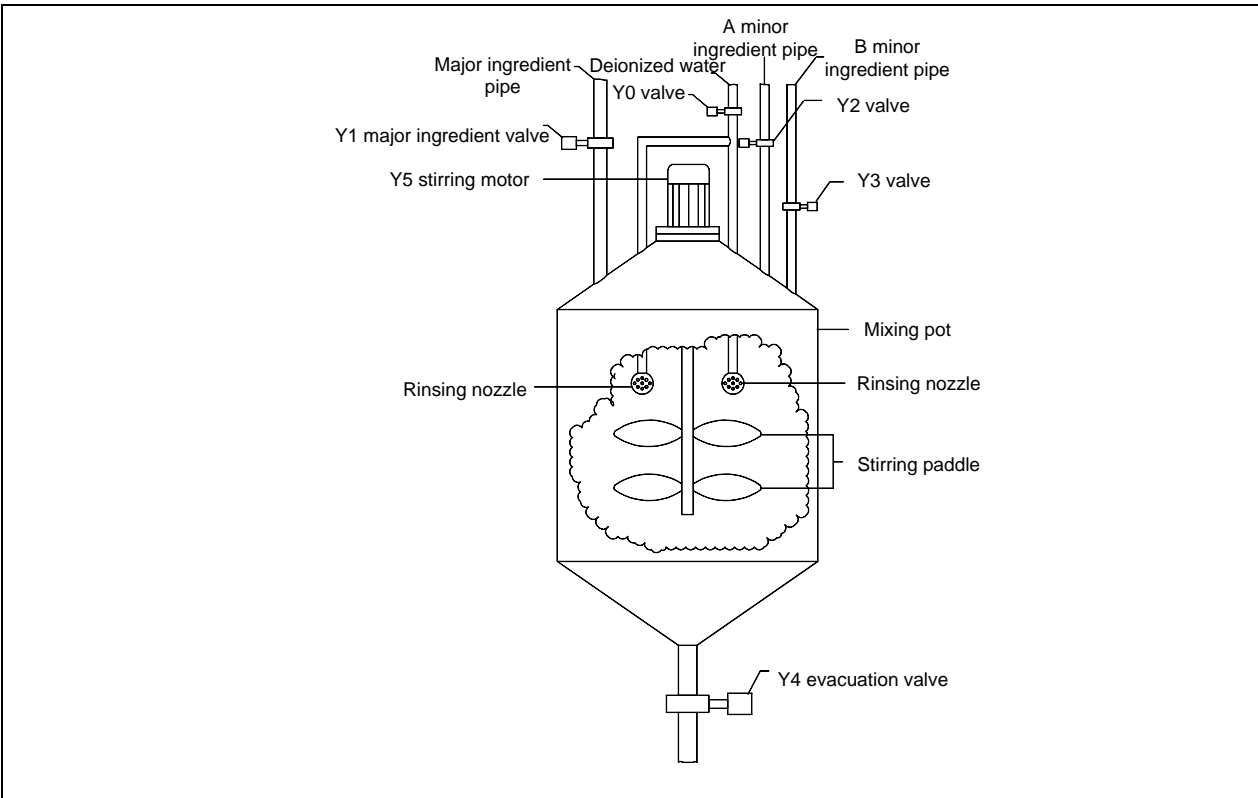 A minor
ingredient pipe
B minor
ingredient pipe
Major ingredient
pipe
Deionized water
Y0 valve
Y2 valve
Y1 major ingredient valve
Y5 stirring motor
Y3 valve
Mixing pot
Rinsing nozzle
Rinsing nozzle
Stirring paddle
Y4 evacuation valve